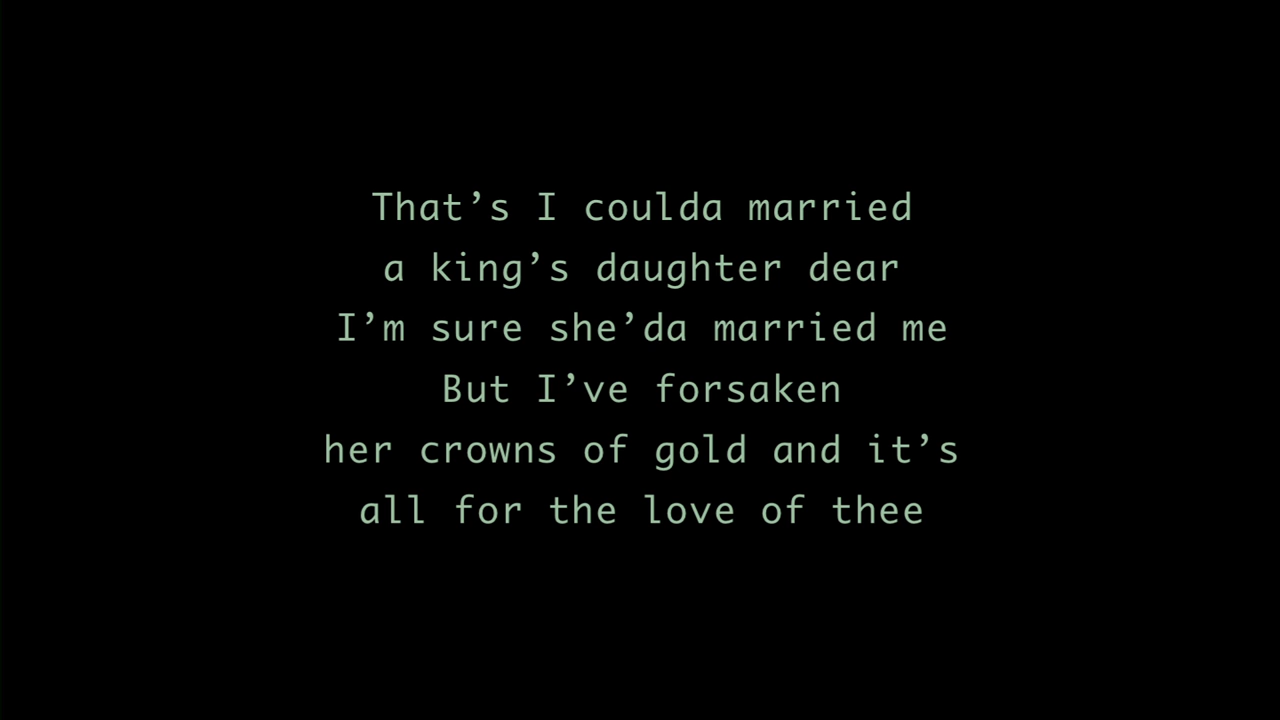 That’s I coulda married
a king’s daughter dear
I’m sure she’da married me
But I’ve forsaken
her crowns of gold and it’s
all for the love of thee